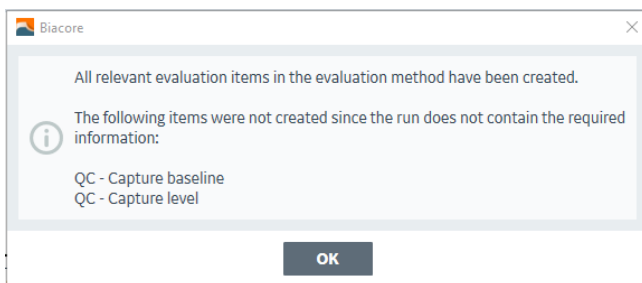 Biacore
All relevant evaluation items in the evaluation method have been created.
The following items were not created since the run does not contain the required
information:
QC - Capture baseline
QC - Capture level
OK